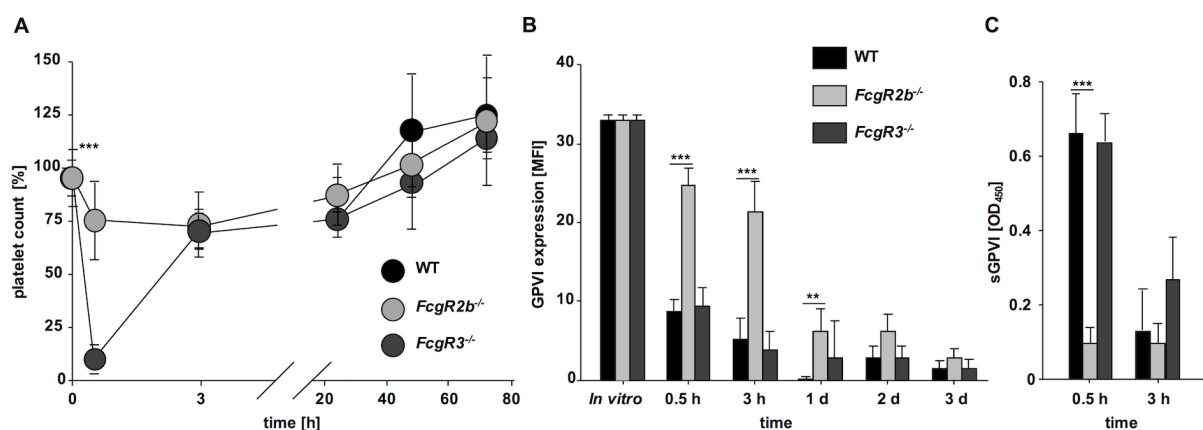 A
platelet count [%]
150
125
100
75
50
25
0
***
WT
FcgR2b-/-
FcgR3-/-
0
3
20
40
60
80
time [h]
B
GPVI expression [MFI]
40
30
20
10
0
WT
FcgR2b-/-
FcgR3-/-
***
***
**
In vitro
0.5 h
3 h
1 d
2 d
3 d
time
C
sGPVI [OD450]
0.8
0.6
0.4
0.2
0
***
0.5 h
3 h
time